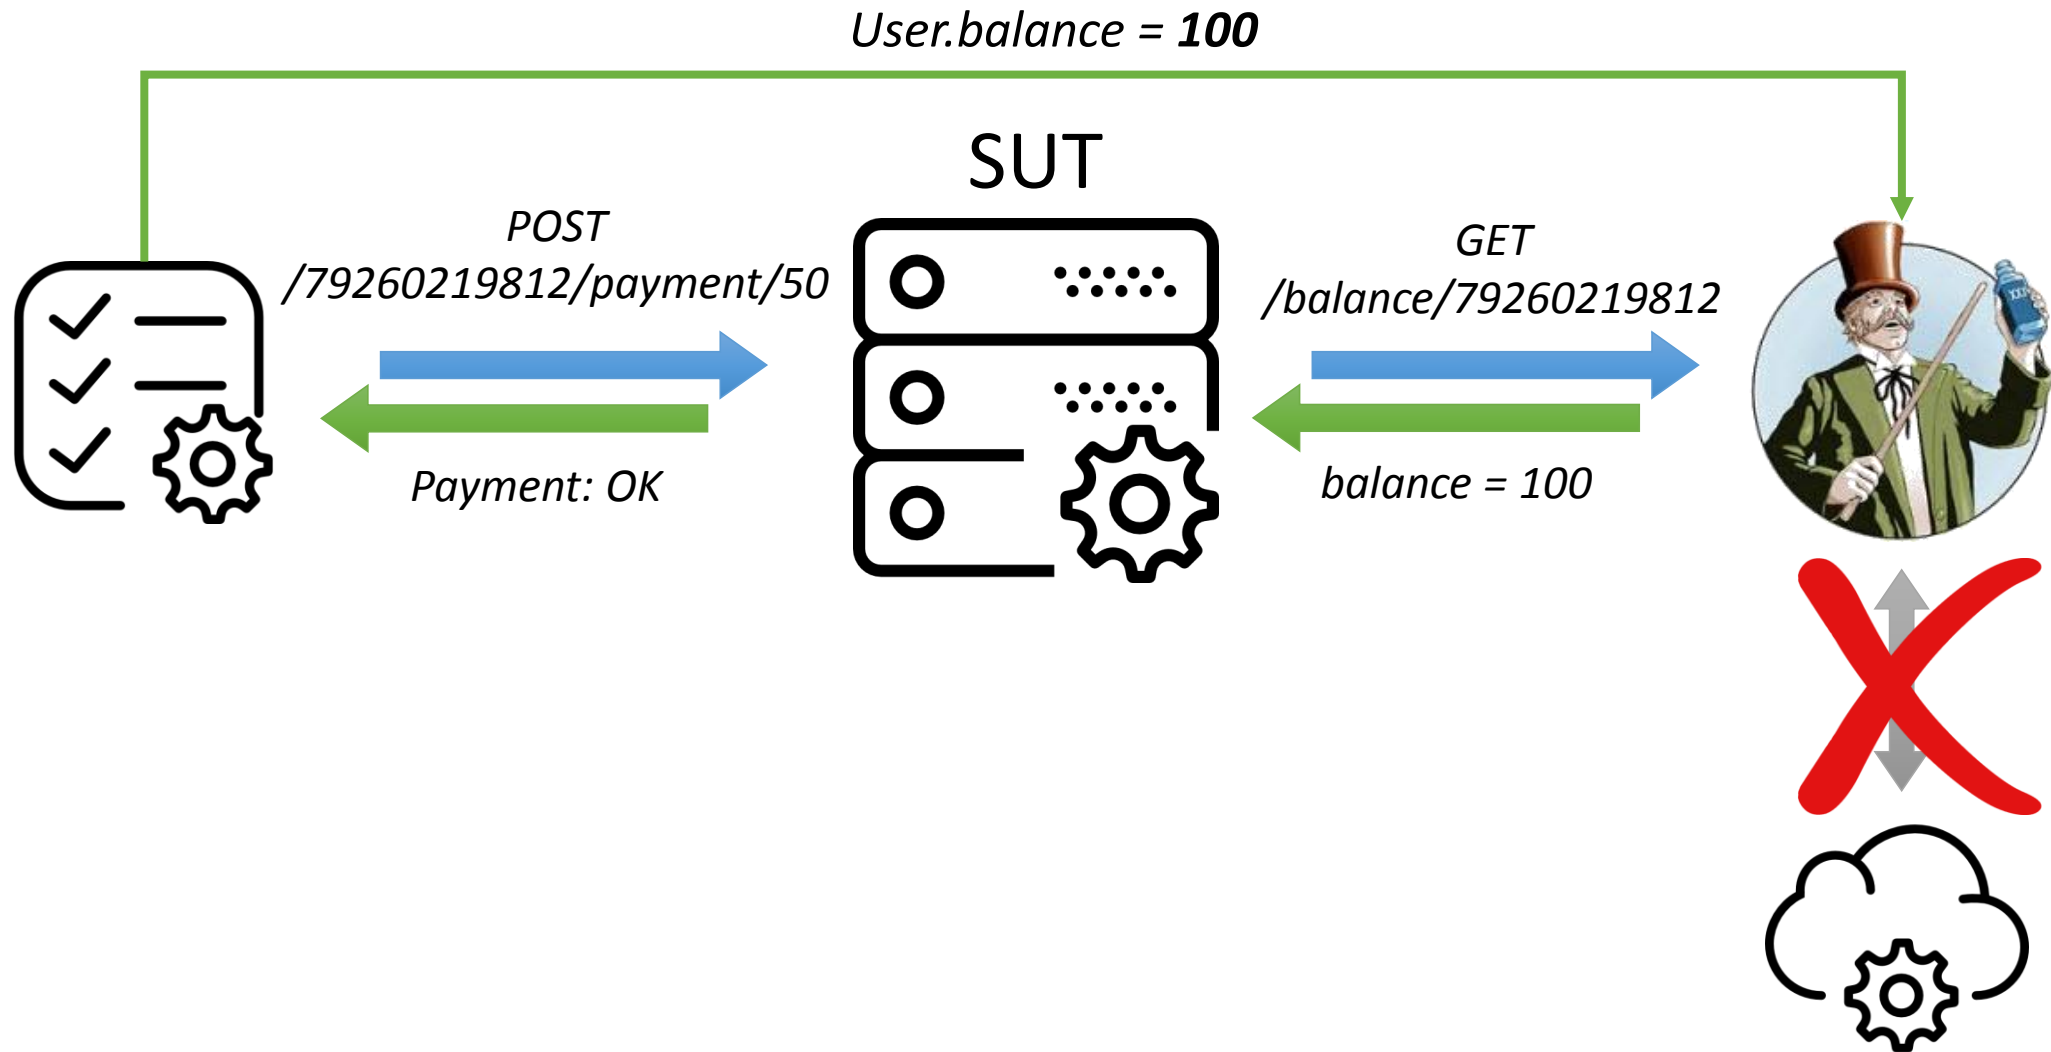 User.balance = 100
SUT
POST
/79260219812/payment/50
GET
/balance/79260219812
Payment: OK
balance = 100